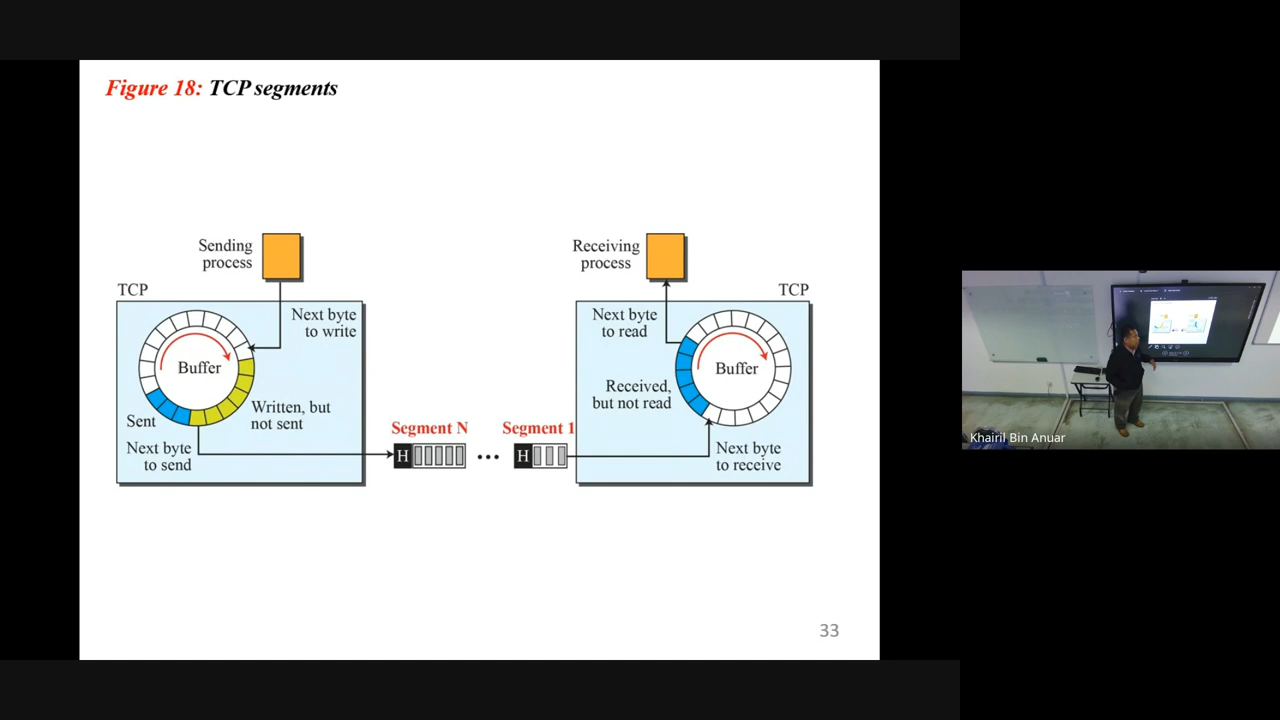 Figure 18: TCP segments
Sending
process
Receiving
process
TCP
TCP
Next byte
to write
Next byte
to read
Buffer
Buffer
Received,
but not read
Sent
Written, but
not sent
Next byte
to send
Segment N
Segment 1
H
...
H
Next byte
to receive
33
Khairil Bin Anuar